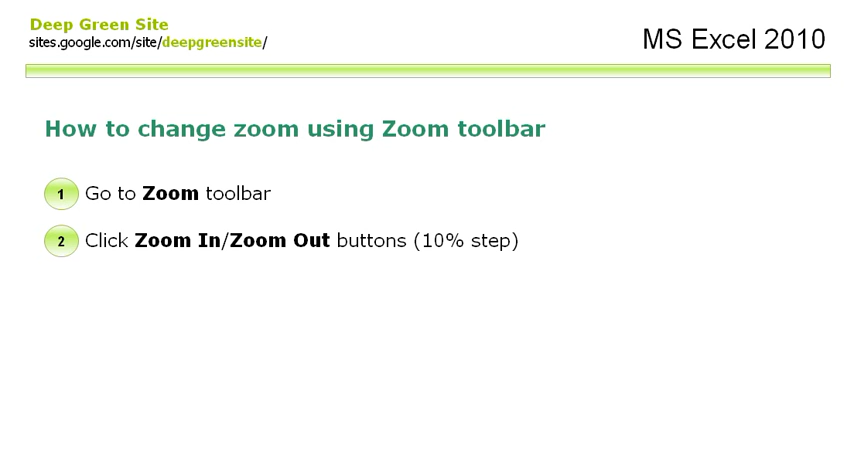 Deep Green Site
sites.google.com/site/deepgreensite/
MS Excel 2010
How to change zoom using Zoom toolbar
1 Go to Zoom toolbar
2 Click Zoom In/Zoom Out buttons (10% step)